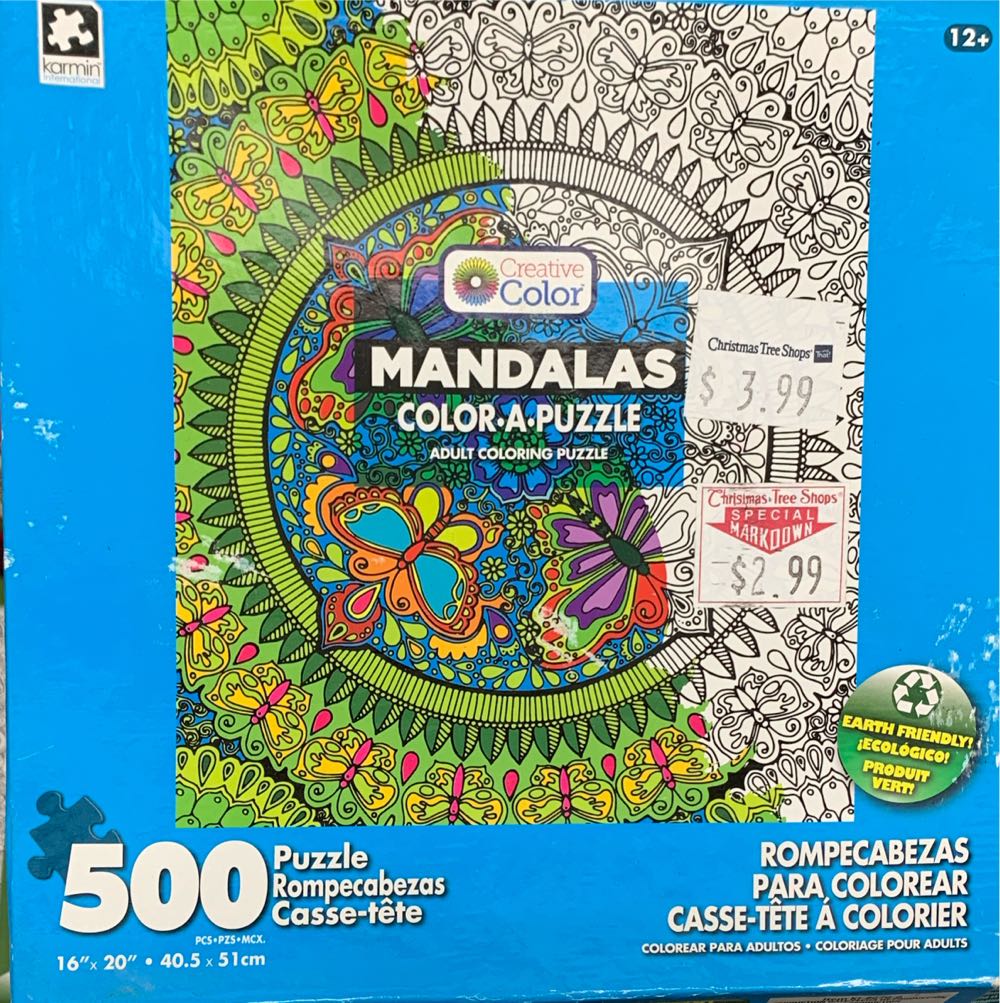 karmin
international
12+
Creative
Color
MANDALAS
COLOR•A•PUZZLE
ADULT COLORING PUZZLE
Christmas Tree Shops
That!
$ 3.99
Christmas Tree Shops
SPECIAL
MARKDOWN
$2.99
EARTH FRIENDLY!
¡ECOLÓGICO!
PRODUIT
VERT!
500
Puzzle
Rompecabezas
Casse-tête
PCS•PZS•MCX.
16"x 20" • 40.5 x 51cm
ROMPECABEZAS
PARA COLOREAR
CASSE-TÊTE Á COLORIER
COLOREAR PARA ADULTOS • COLORIAGE POUR ADULTS